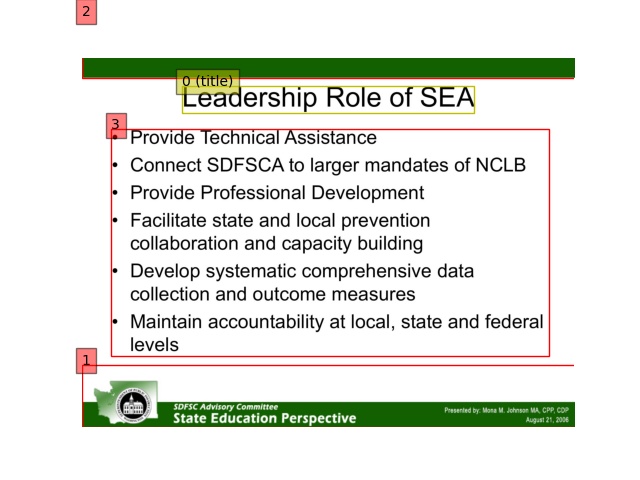 2
0 (title)
Leadership Role of SEA
3
• Provide Technical Assistance
• Connect SDFSCA to larger mandates of NCLB
• Provide Professional Development
• Facilitate state and local prevention
collaboration and capacity building
• Develop systematic comprehensive data
collection and outcome measures
• Maintain accountability at local, state and federal
levels
1
SDFSC Advisory Committee
State Education Perspective
Presented by: Mona M. Johnson MA, CPP, CDP
August 21, 2006